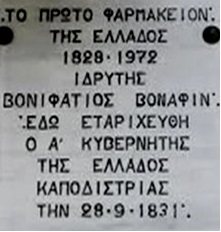 .:ΤΟ ΠΡΩΤΟ ΦΑΡΜΑΚΕΙΟΝ:.
ΤΗΣ ΕΛΛΑΔΟΣ
1828-1972
ΙΔΡΥΤΗΣ
ΒΟΝΙΦΑΤΙΟΣ ΒΟΝΑΦΙΝ
.:ΕΔΩ ΕΤΑΡΙΧΕΥΘΗ
Ο Α' ΚΥΒΕΡΝΗΤΗΣ
ΤΗΣ ΕΛΛΑΔΟΣ
ΚΑΠΟΔΙΣΤΡΙΑΣ
ΤΗΝ 28-9-1831:.